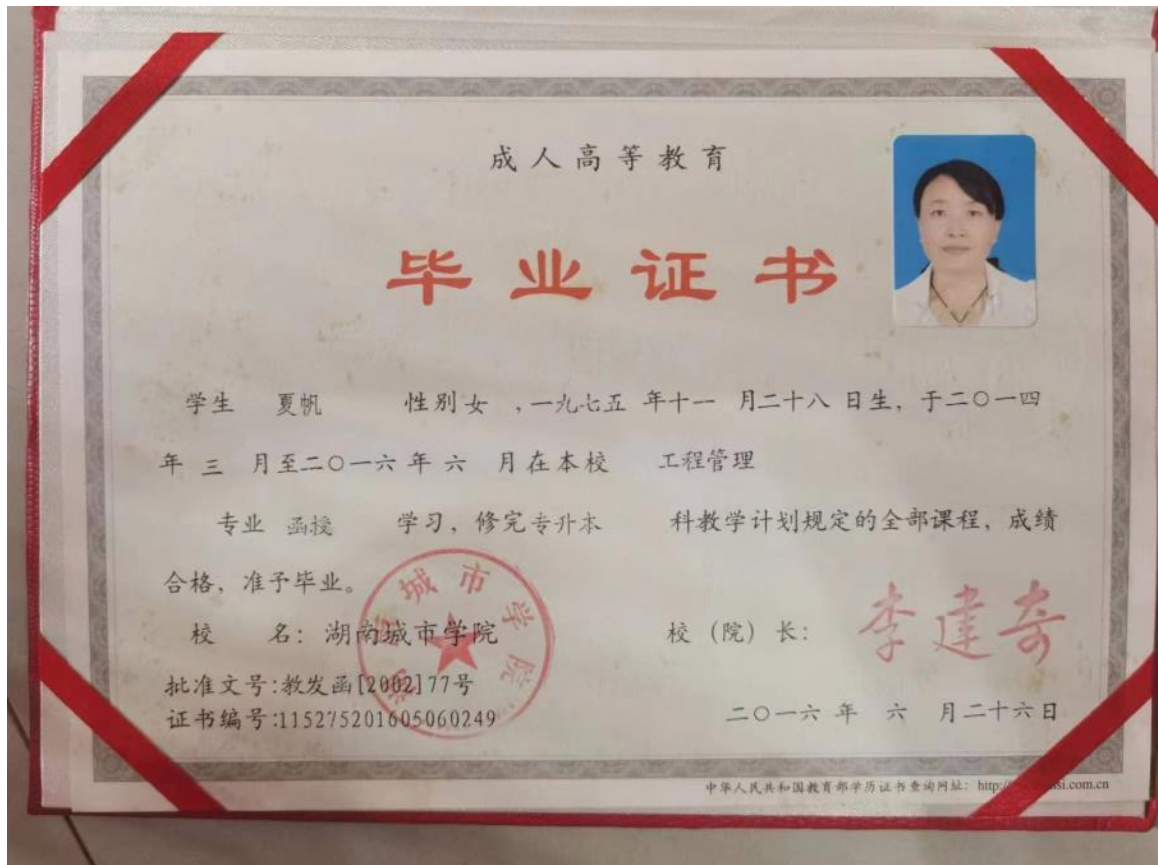 成人高等教育
毕业证书
学生 夏帆 性别女 ,一九七五 年十一 月二十八 日生, 于二〇一四
年 三 月至二〇一六年 六 月在本校 工程管理
专业 函授 学习, 修完专升本 科教学计划规定的全部课程, 成绩
合格, 准予毕业。
校 名: 湖南城市学院 校 (院) 长: 李建奇
城市学院
批准文号:教发函[2002]77号
证书编号:115275201605060249 二〇一六 年 六 月二十六日
中华人民共和国教育部学历证书查询网址: http:/ si.com.cn